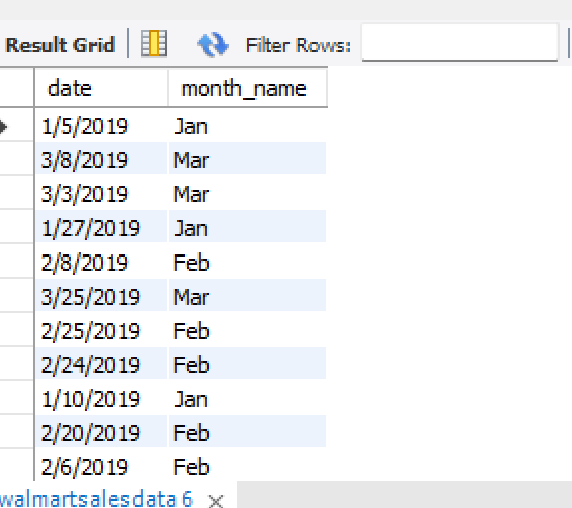 Result Grid Filter Rows:
date month_name
1/5/2019 Jan
3/8/2019 Mar
3/3/2019 Mar
1/27/2019 Jan
2/8/2019 Feb
3/25/2019 Mar
2/25/2019 Feb
2/24/2019 Feb
1/10/2019 Jan
2/20/2019 Feb
2/6/2019 Feb
walmartsalesdata 6